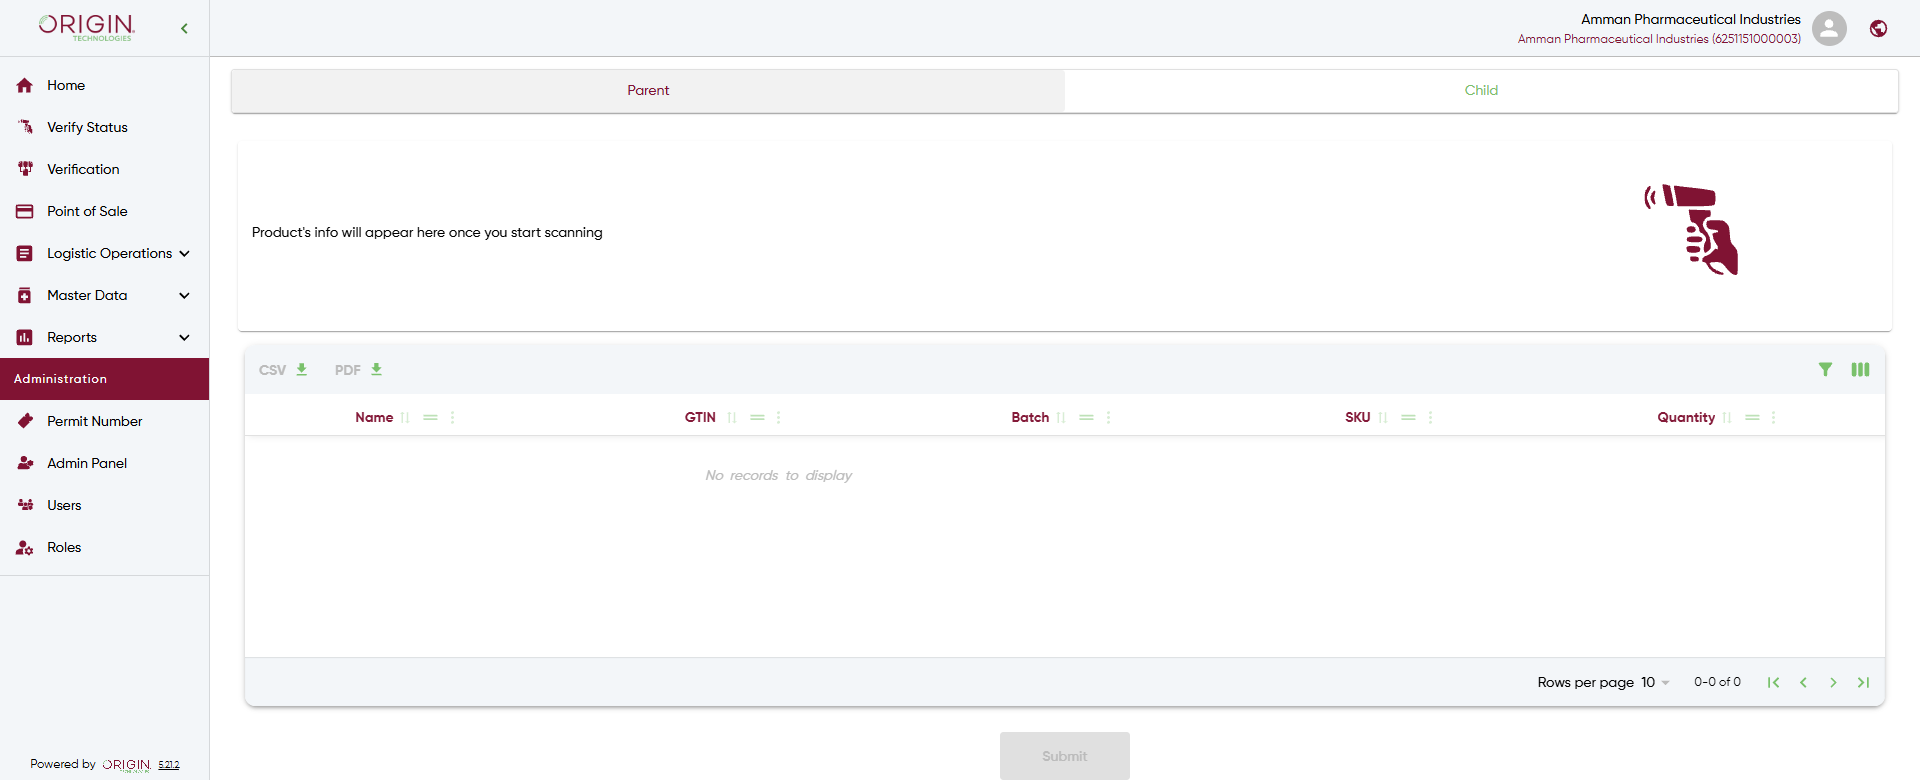 ORIGIN
TECHNOLOGIES
Amman Pharmaceutical Industries
Amman Pharmaceutical Industries (6251151000003)
Home
Verify Status
Verification
Point of Sale
Logistic Operations
Master Data
Reports
Administration
Permit Number
Admin Panel
Users
Roles
Powered by ORIGIN 5.21.2
Parent Child
Product's info will appear here once you start scanning
CSV PDF
Name GTIN Batch SKU Quantity
No records to display
Rows per page 10 0-0 of 0
Submit